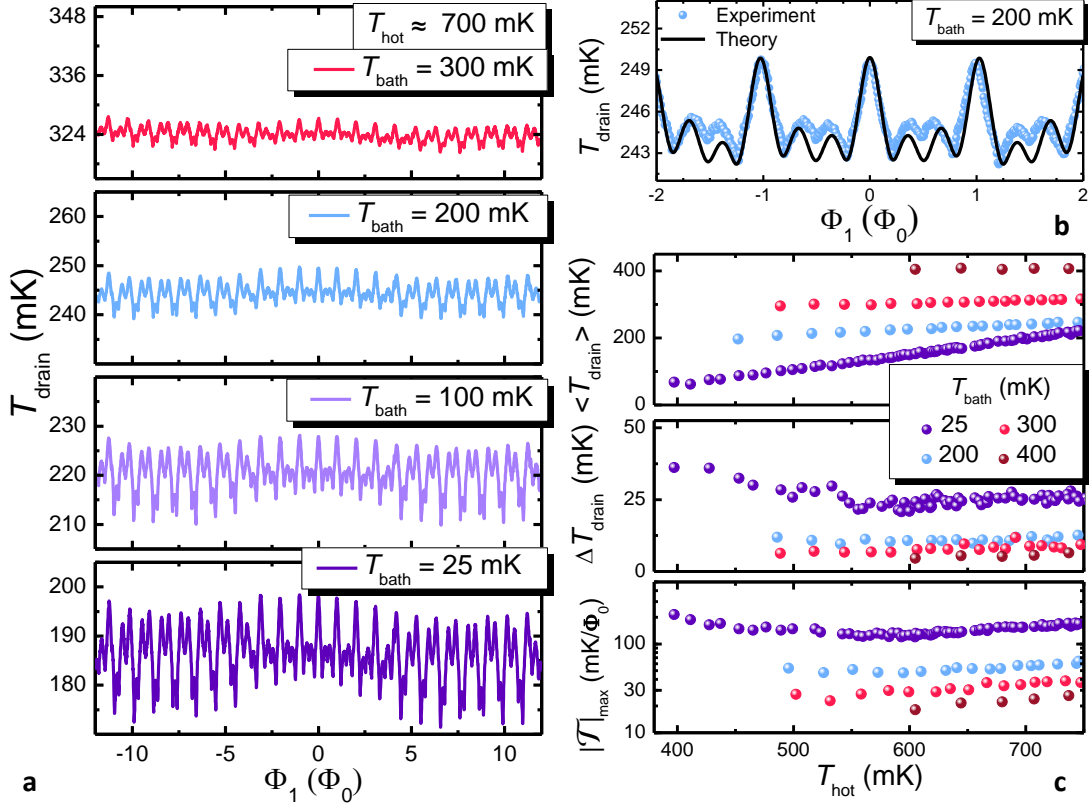 348
336
324
T_hot ≈ 700 mK
T_bath = 300 mK
260
250
240
T_bath = 200 mK
230
220
210
T_bath = 100 mK
200
190
180
T_bath = 25 mK
T_drain (mK)
-10 -5 0 5 10
Φ1 (Φ0)
a
252
249
246
243
T_drain (mK)
Experiment
Theory
T_bath = 200 mK
-2 -1 0 1 2
Φ1 (Φ0)
b
400
200
0
<T_drain> (mK)
50
25
0
ΔT_drain (mK)
T_bath (mK)
25 300
200 400
100
30
10
|𝒯|max (mK/Φ0)
400 500 600 700
T_hot (mK)
c